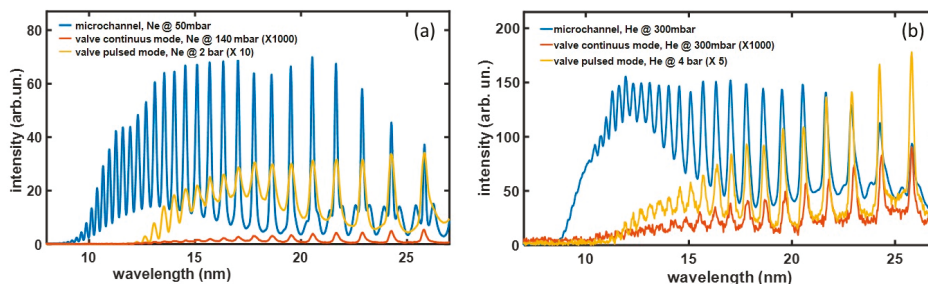 80
60
40
20
0
intensity (arb.un.)
microchannel, Ne @ 50mbar
valve continuus mode, Ne @ 140 mbar (X1000)
valve pulsed mode, Ne @ 2 bar (X 10)
(a)
10 15 20 25
wavelength (nm)
200
150
100
50
0
intensity (arb. un.)
microchannel, He @ 300mbar
valve continuus mode, He @ 300mbar (X1000)
valve pulsed mode, He @ 4 bar (X 5)
(b)
10 15 20 25
wavelength (nm)